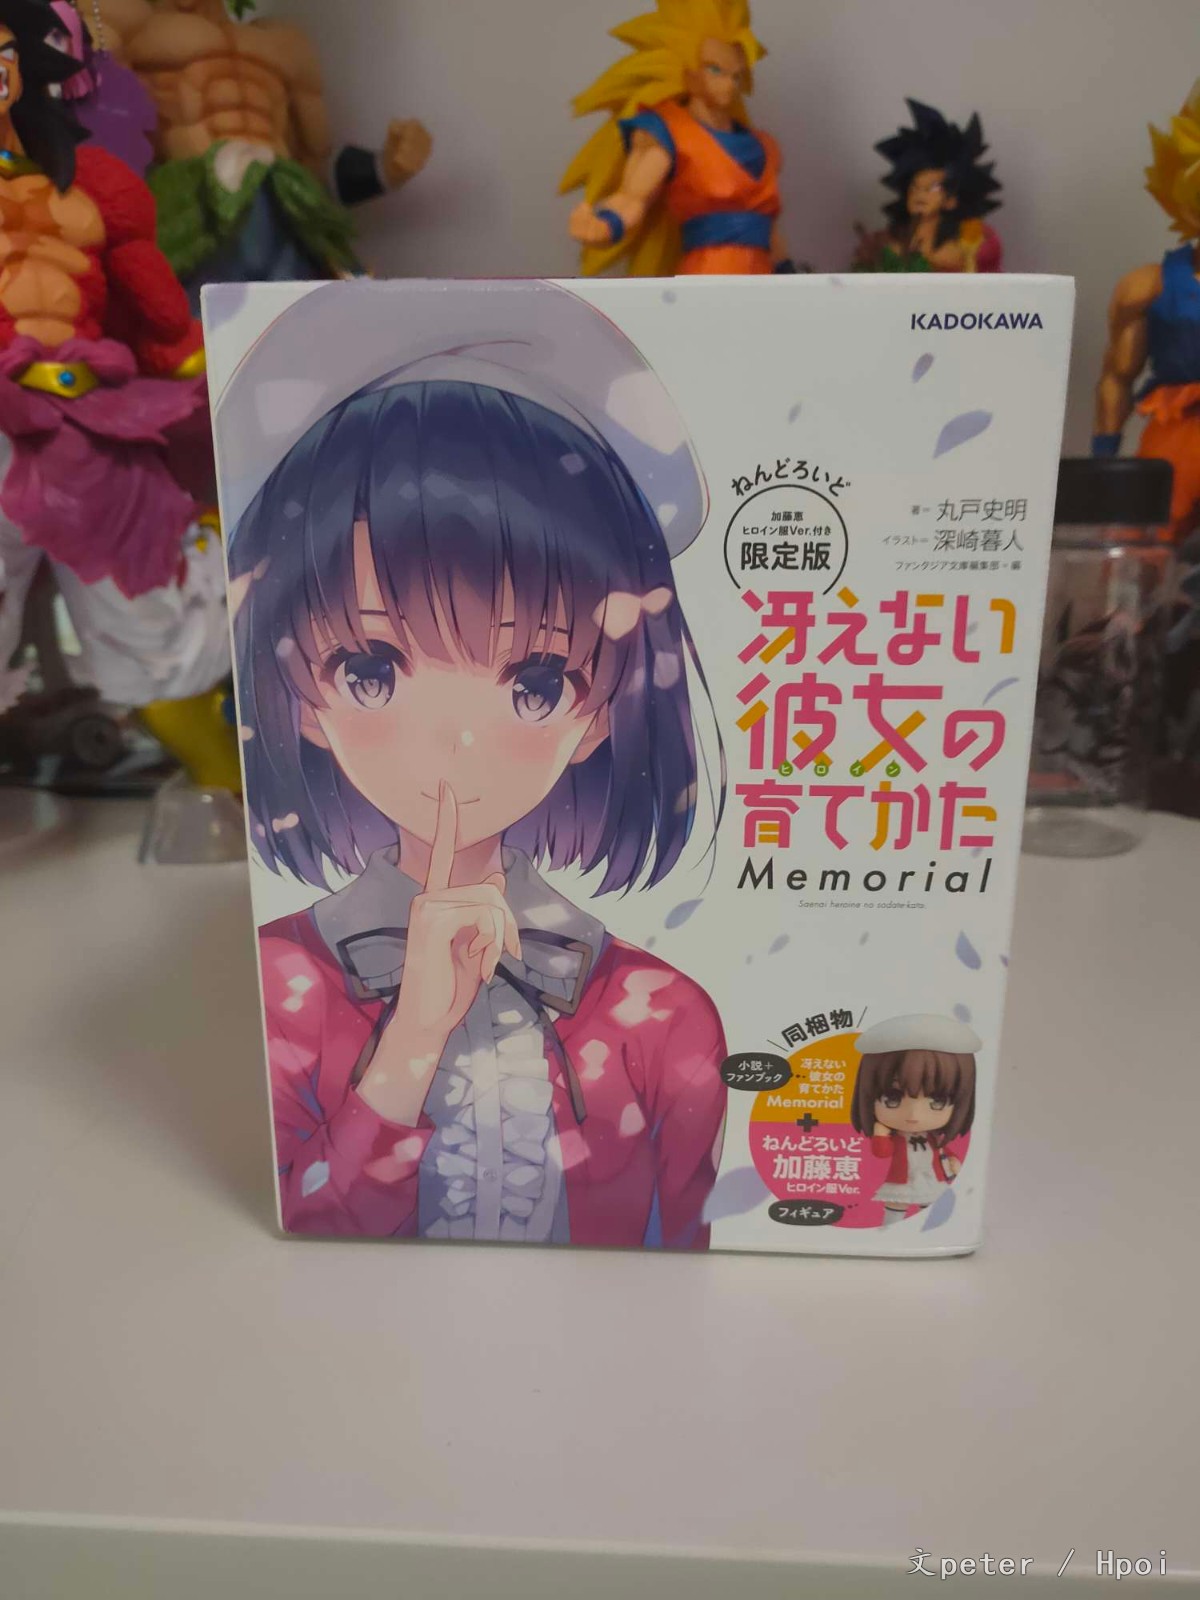 KADOKAWA
ねんどろいど
加藤恵
ヒロイン服Ver.付き
限定版
著＝丸戸史明
イラスト＝深崎暮人
ファンタジア文庫編集部・編
冴えない
彼女の
ヒロイン
育てかた
Memorial
Saenai heroine no sodate-kata.
同梱物
小説＋
ファンブック
冴えない
彼女の
育てかた
Memorial
+
ねんどろいど
加藤恵
ヒロイン服Ver.
フィギュア
文peter / Hpoi